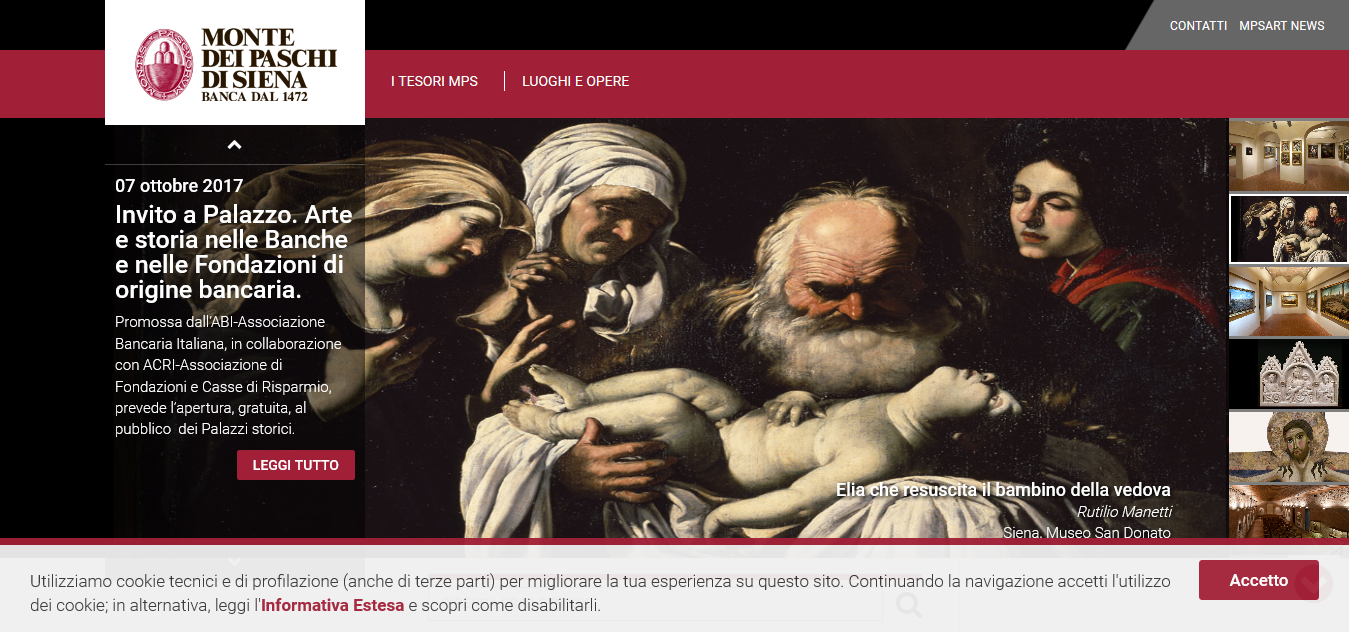 MONTE
DEI PASCHI
DI SIENA
BANCA DAL 1472
MONTIS PASCUORUM
CONTATTI MPSART NEWS
I TESORI MPS LUOGHI E OPERE
07 ottobre 2017
Invito a Palazzo. Arte
e storia nelle Banche
e nelle Fondazioni di
origine bancaria.
Promossa dall'ABI-Associazione
Bancaria Italiana, in collaborazione
con ACRI-Associazione di
Fondazioni e Casse di Risparmio,
prevede l'apertura, gratuita, al
pubblico dei Palazzi storici.
LEGGI TUTTO
Elia che resuscita il bambino della vedova
Rutilio Manetti
Siena, Museo San Donato
Utilizziamo cookie tecnici e di profilazione (anche di terze parti) per migliorare la tua esperienza su questo sito. Continuando la navigazione accetti l'utilizzo
dei cookie; in alternativa, leggi l'Informativa Estesa e scopri come disabilitarli.
Accetto